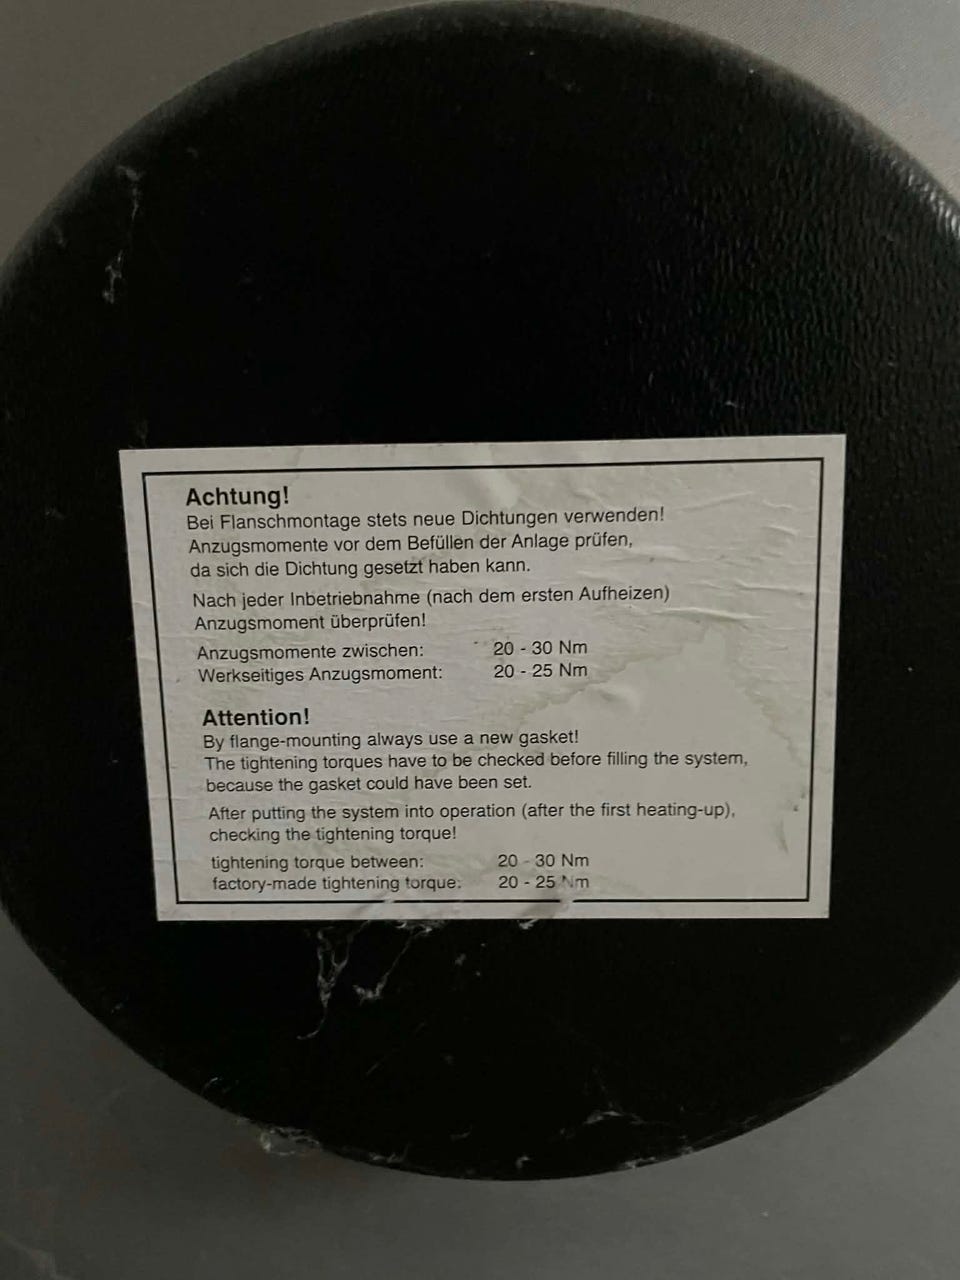 Achtung!
Bei Flanschmontage stets neue Dichtungen verwenden!
Anzugsmomente vor dem Befüllen der Anlage prüfen,
da sich die Dichtung gesetzt haben kann.
Nach jeder Inbetriebnahme (nach dem ersten Aufheizen)
Anzugsmoment überprüfen!
Anzugsmomente zwischen: 20 - 30 Nm
Werkseitiges Anzugsmoment: 20 - 25 Nm
Attention!
By flange-mounting always use a new gasket!
The tightening torques have to be checked before filling the system,
because the gasket could have been set.
After putting the system into operation (after the first heating-up),
checking the tightening torque!
tightening torque between: 20 - 30 Nm
factory-made tightening torque: 20 - 25 Nm